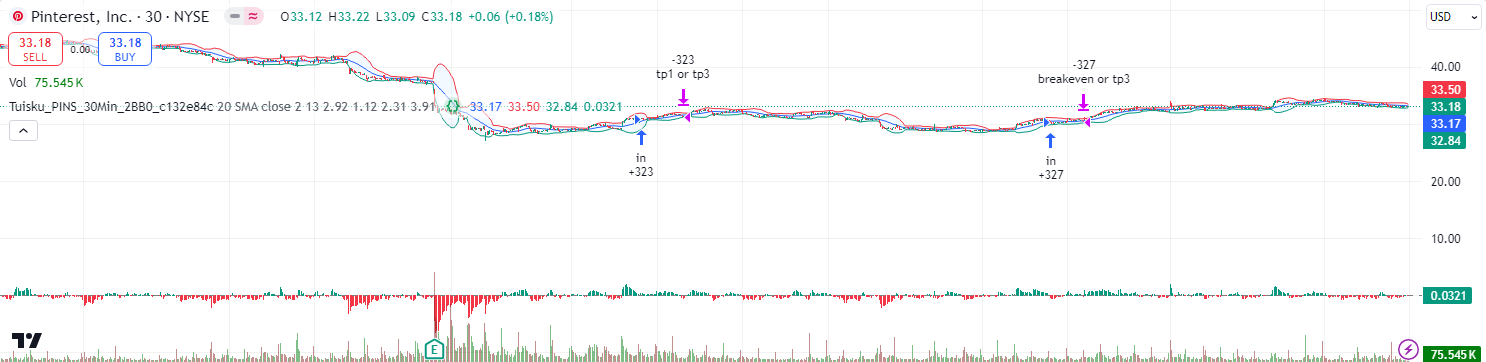 Pinterest, Inc. · 30 · NYSE O33.12 H33.22 L33.09 C33.18 +0.06 (+0.18%)
USD
33.18 SELL
0.00
33.18 BUY
Vol 75.545 K
Tuisku_PINS_30Min_2BB0_c132e84c 20 SMA close 2 13 2.92 1.12 2.31 3.91 33.17 33.50 32.84 0.0321
-323
tp1 or tp3
-327
breakeven or tp3
in
+323
in
+327
40.00
33.50
33.18
33.17
32.84
20.00
10.00
0.0321
75.545 K
E